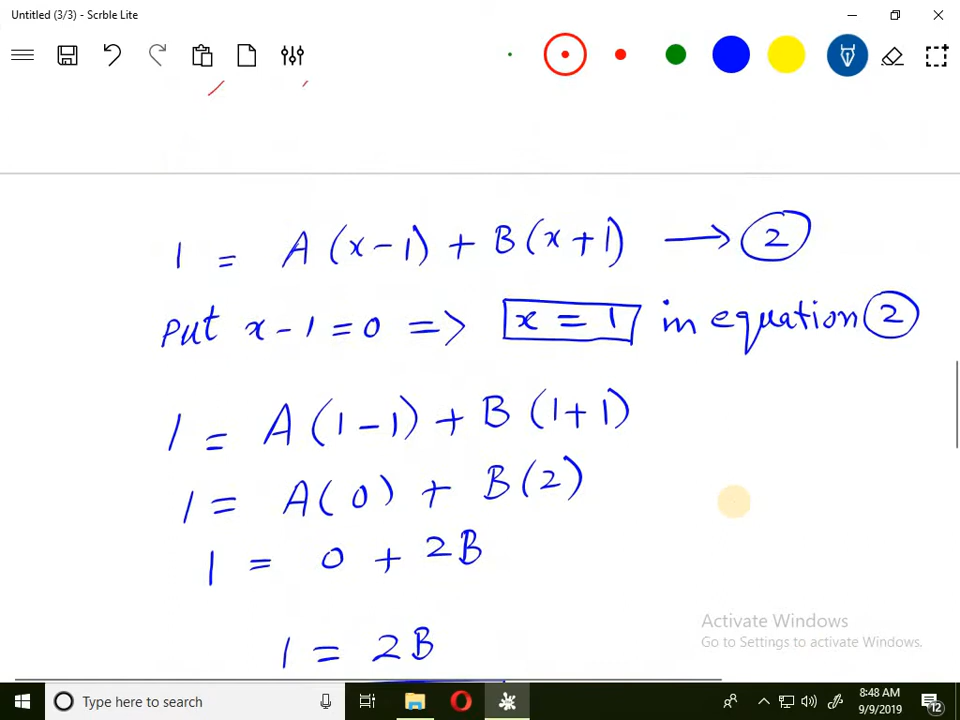 Untitled (3/3) - Scrble Lite
1 = A(x-1) + B(x+1) → 2
put x-1=0 => x = 1 in equation 2
1 = A(1-1) + B(1+1)
1 = A(0) + B(2)
1 = 0 + 2B
1 = 2B
Activate Windows
Go to Settings to activate Windows.
Type here to search
8:48 AM
9/9/2019
12